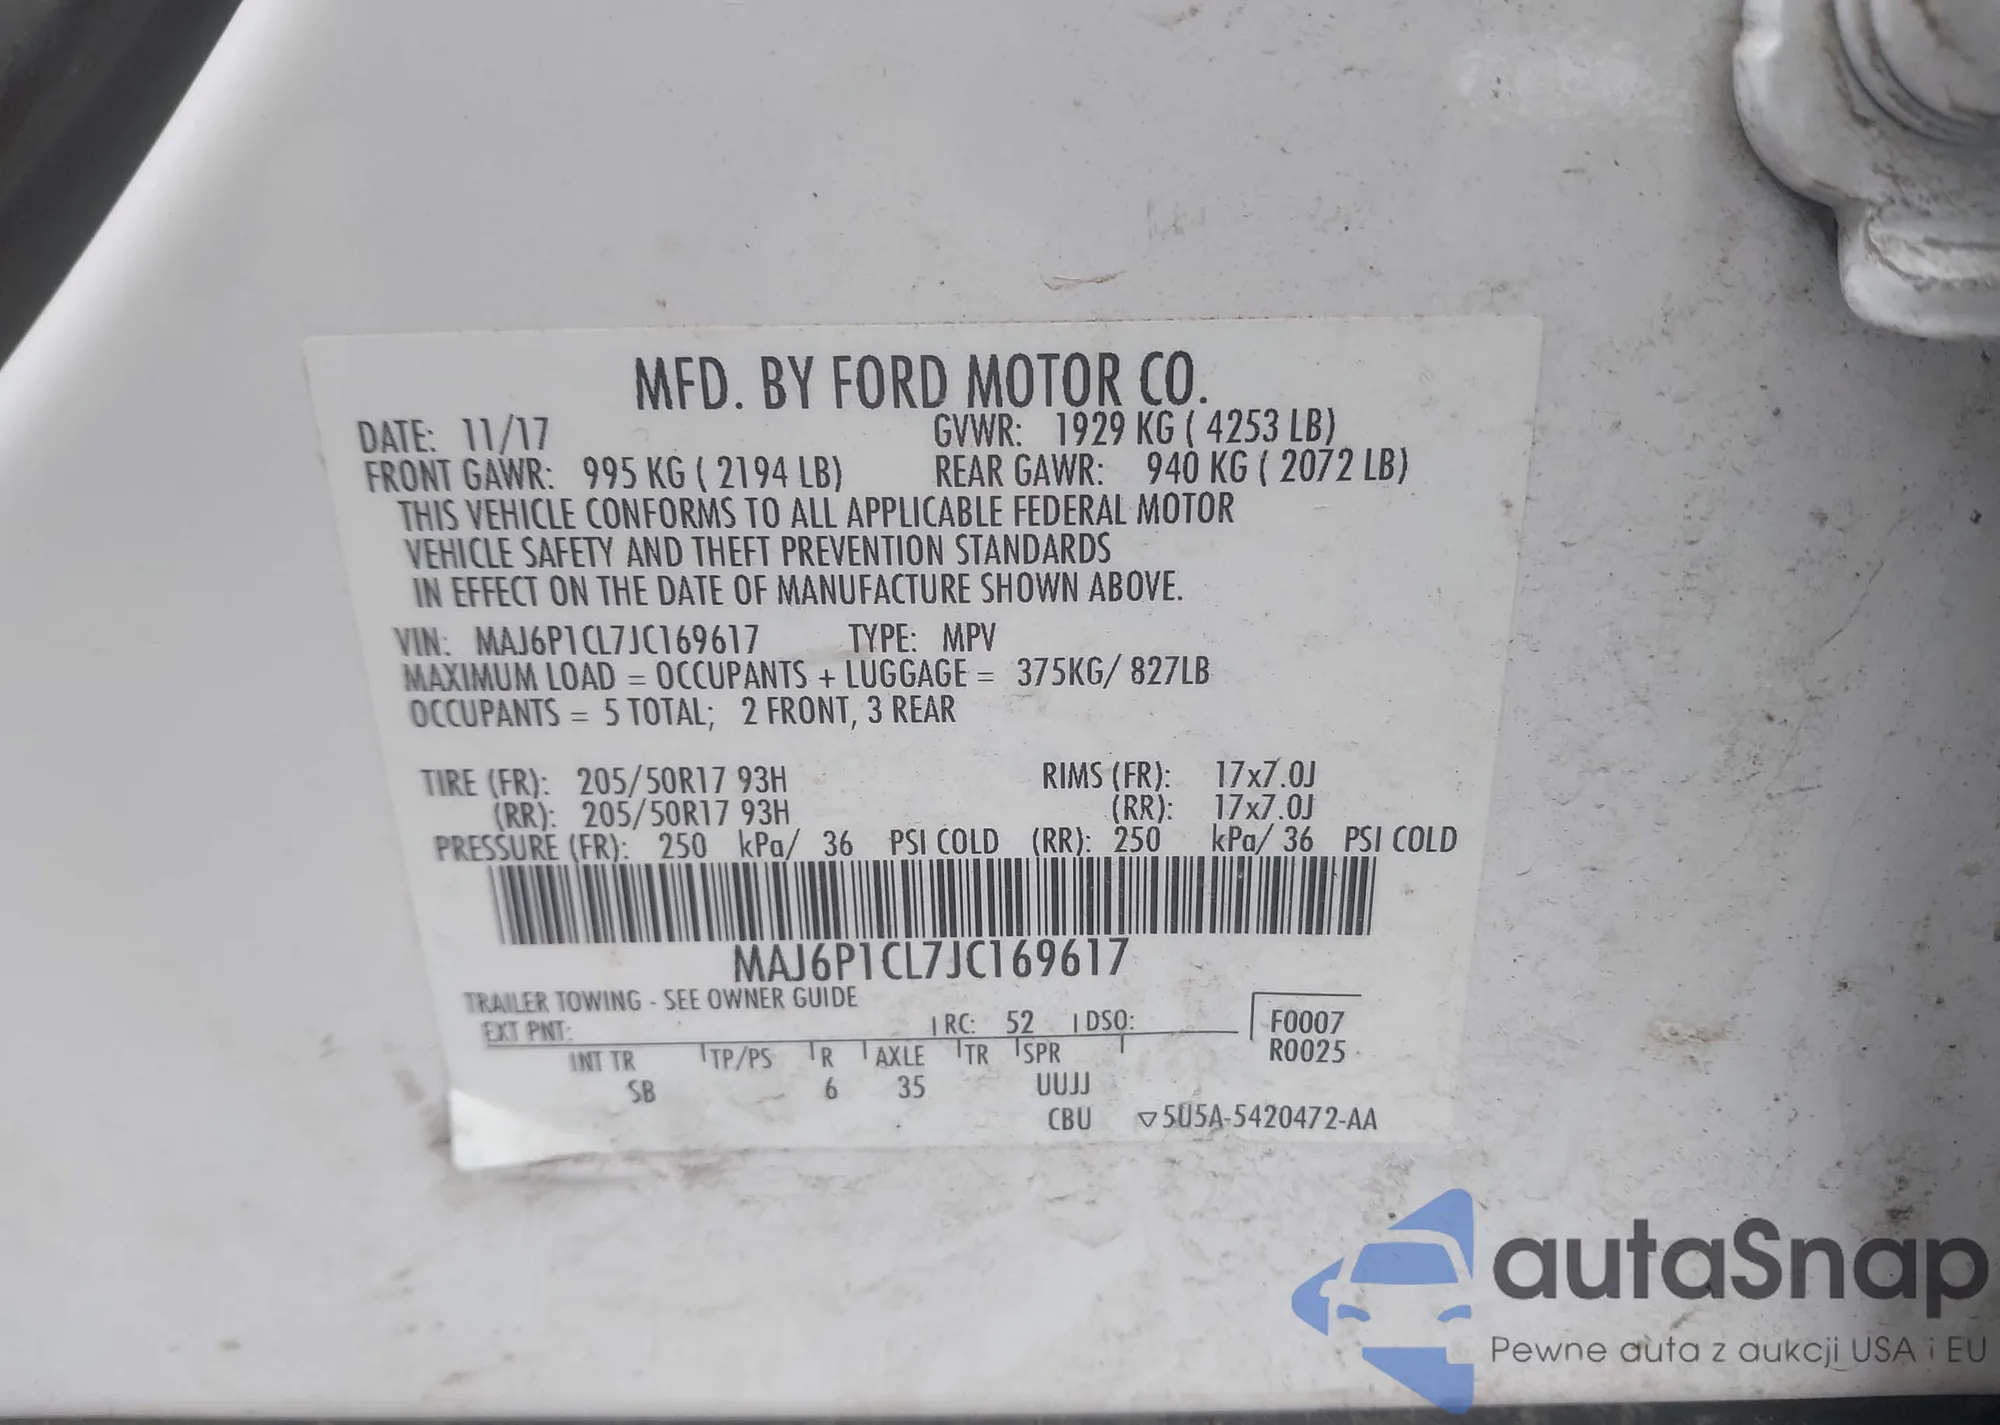 MFD. BY FORD MOTOR CO.
DATE: 11/17 GVWR: 1929 KG ( 4253 LB)
FRONT GAWR: 995 KG ( 2194 LB) REAR GAWR: 940 KG ( 2072 LB)
THIS VEHICLE CONFORMS TO ALL APPLICABLE FEDERAL MOTOR
VEHICLE SAFETY AND THEFT PREVENTION STANDARDS
IN EFFECT ON THE DATE OF MANUFACTURE SHOWN ABOVE.
VIN: MAJ6P1CL7JC169617 TYPE: MPV
MAXIMUM LOAD = OCCUPANTS + LUGGAGE = 375KG/ 827LB
OCCUPANTS = 5 TOTAL; 2 FRONT, 3 REAR
TIRE (FR): 205/50R17 93H RIMS (FR): 17x7.0J
(RR): 205/50R17 93H (RR): 17x7.0J
PRESSURE (FR): 250 kPa/ 36 PSI COLD (RR): 250 kPa/ 36 PSI COLD
MAJ6P1CL7JC169617
TRAILER TOWING - SEE OWNER GUIDE
EXT PNT: RC: 52 DSO: F0007
INT TR TP/PS R AXLE TR SPR R0025
SB 6 35 UUJJ
CBU ▽5U5A-5420472-AA
autaSnap
Pewne auta z aukcji USA i EU